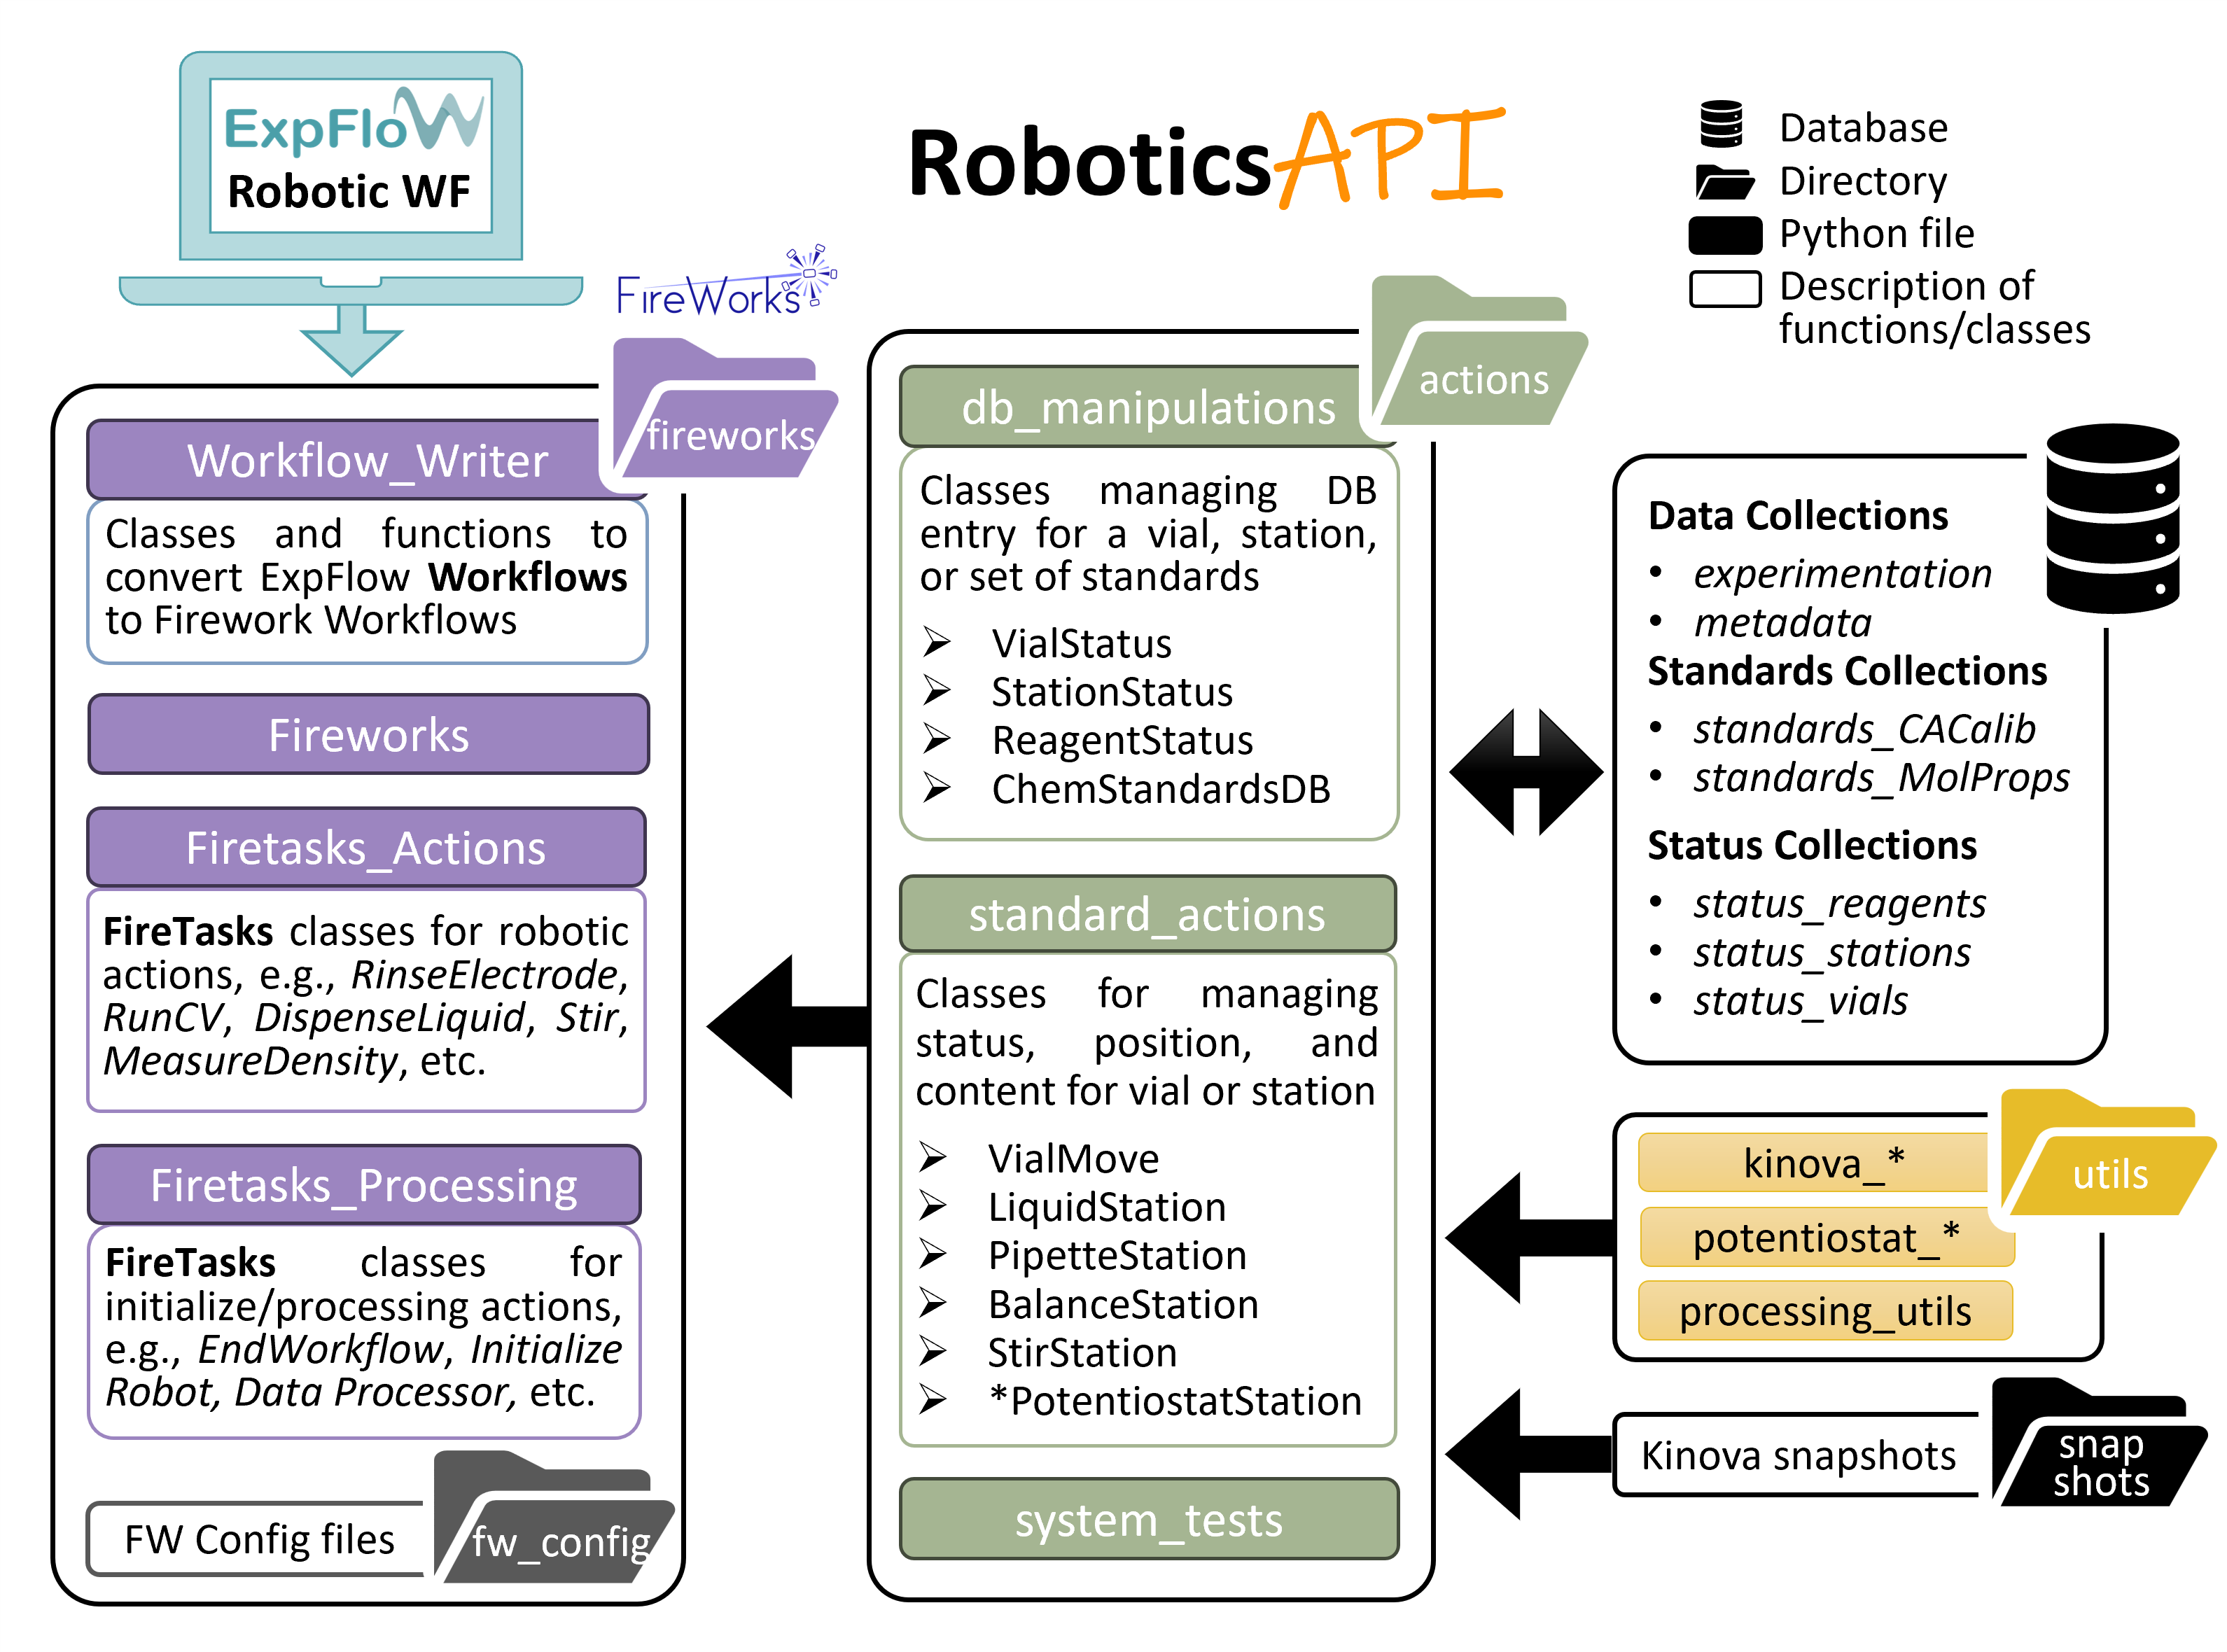 ExpFlow
Robotic WF
RoboticsAPI
Database
Directory
Python file
Description of
functions/classes
FireWorks
fireworks
Workflow_Writer
Classes and functions to
convert ExpFlow Workflows
to Firework Workflows
Fireworks
Firetasks_Actions
FireTasks classes for robotic
actions, e.g., RinseElectrode,
RunCV, DispenseLiquid, Stir,
MeasureDensity, etc.
Firetasks_Processing
FireTasks classes for
initialize/processing actions,
e.g., EndWorkflow, Initialize
Robot, Data Processor, etc.
FW Config files
fw_config
actions
db_manipulations
Classes managing DB
entry for a vial, station,
or set of standards
➢ VialStatus
➢ StationStatus
➢ ReagentStatus
➢ ChemStandardsDB
standard_actions
Classes for managing
status, position, and
content for vial or station
➢ VialMove
➢ LiquidStation
➢ PipetteStation
➢ BalanceStation
➢ StirStation
➢ *PotentiostatStation
system_tests
Data Collections
• experimentation
• metadata
Standards Collections
• standards_CACalib
• standards_MolProps
Status Collections
• status_reagents
• status_stations
• status_vials
utils
kinova_*
potentiostat_*
processing_utils
Kinova snapshots
snap
shots